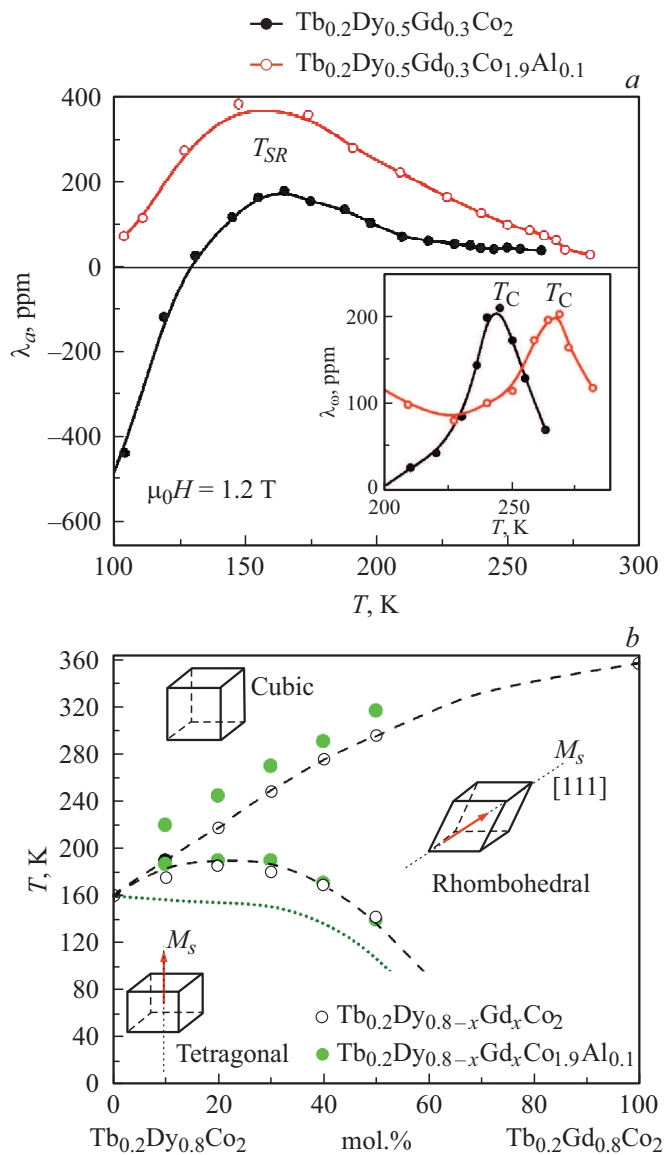 Tb0.2Dy0.5Gd0.3Co2
Tb0.2Dy0.5Gd0.3Co1.9Al0.1
a
400
200
0
–200
–400
–600
λa, ppm
TSR
μ0H = 1.2 T
100
150
200
250
300
T, K
TC TC
200
100
0
λω, ppm
200
250
T, K
b
360
320
280
240
200
160
120
80
40
0
T, K
Cubic
Ms
[111]
Rhombohedral
Ms
Tetragonal
Tb0.2Dy0.8–xGdxCo2
Tb0.2Dy0.8–xGdxCo1.9Al0.1
0 20 40 60 80 100
Tb0.2Dy0.8Co2 mol.% Tb0.2Gd0.8Co2